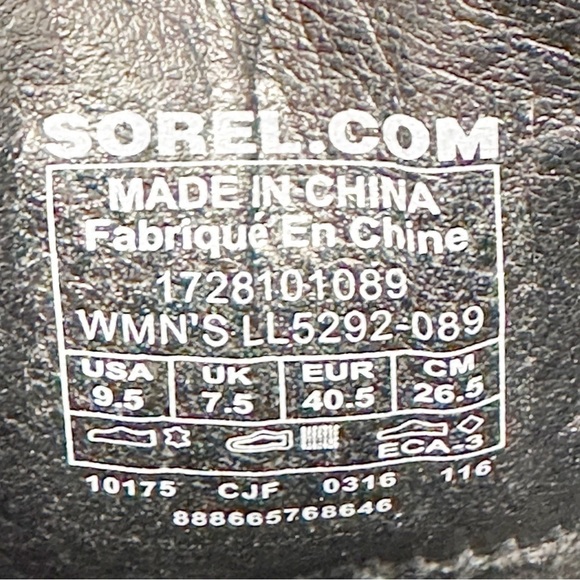 SOREL.COM
MADE IN CHINA
Fabriqué En Chine
1728101089
WMN'S LL5292-089
USA UK EUR CM
9.5 7.5 40.5 26.5
ECA-3
10175 CJF 0316 116
888665768646